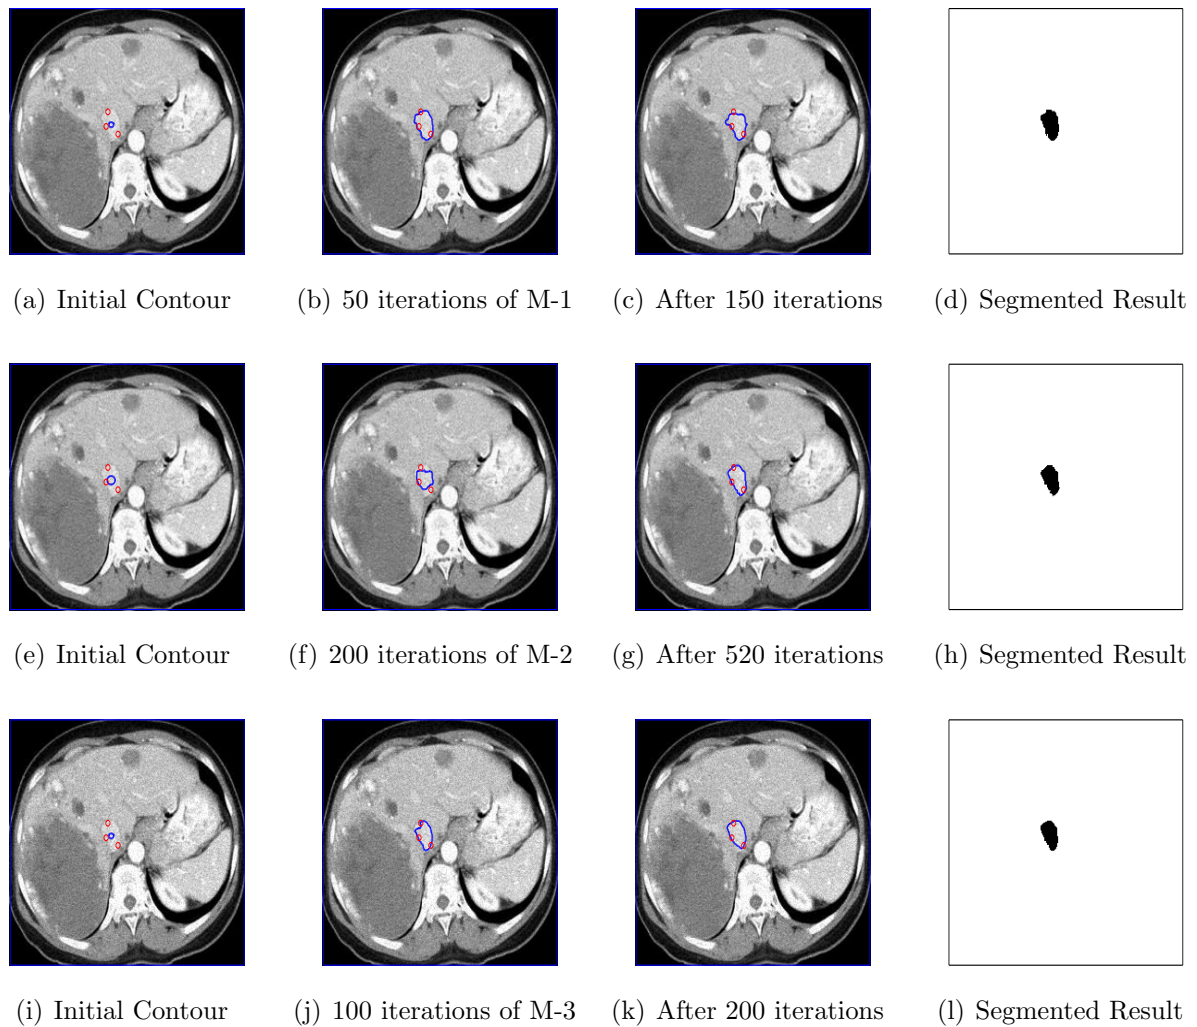 (a) Initial Contour (b) 50 iterations of M-1 (c) After 150 iterations (d) Segmented Result
(e) Initial Contour (f) 200 iterations of M-2 (g) After 520 iterations (h) Segmented Result
(i) Initial Contour (j) 100 iterations of M-3 (k) After 200 iterations (l) Segmented Result